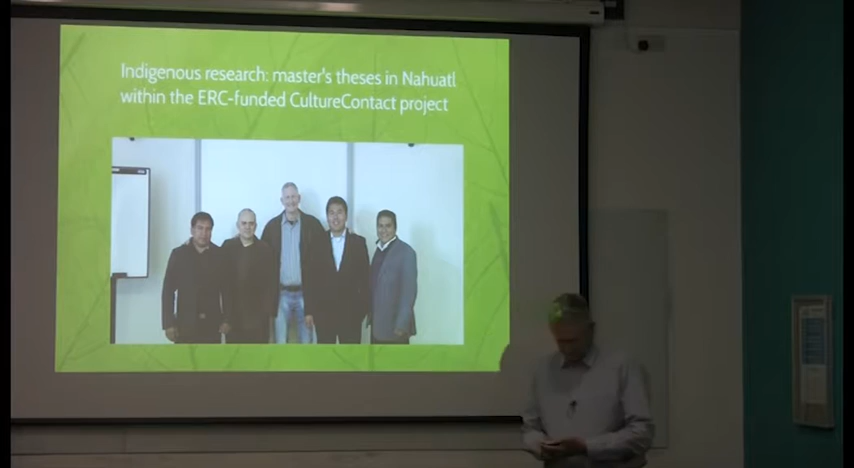 Indigenous research: master's theses in Nahuatl
within the ERC-funded CultureContact project